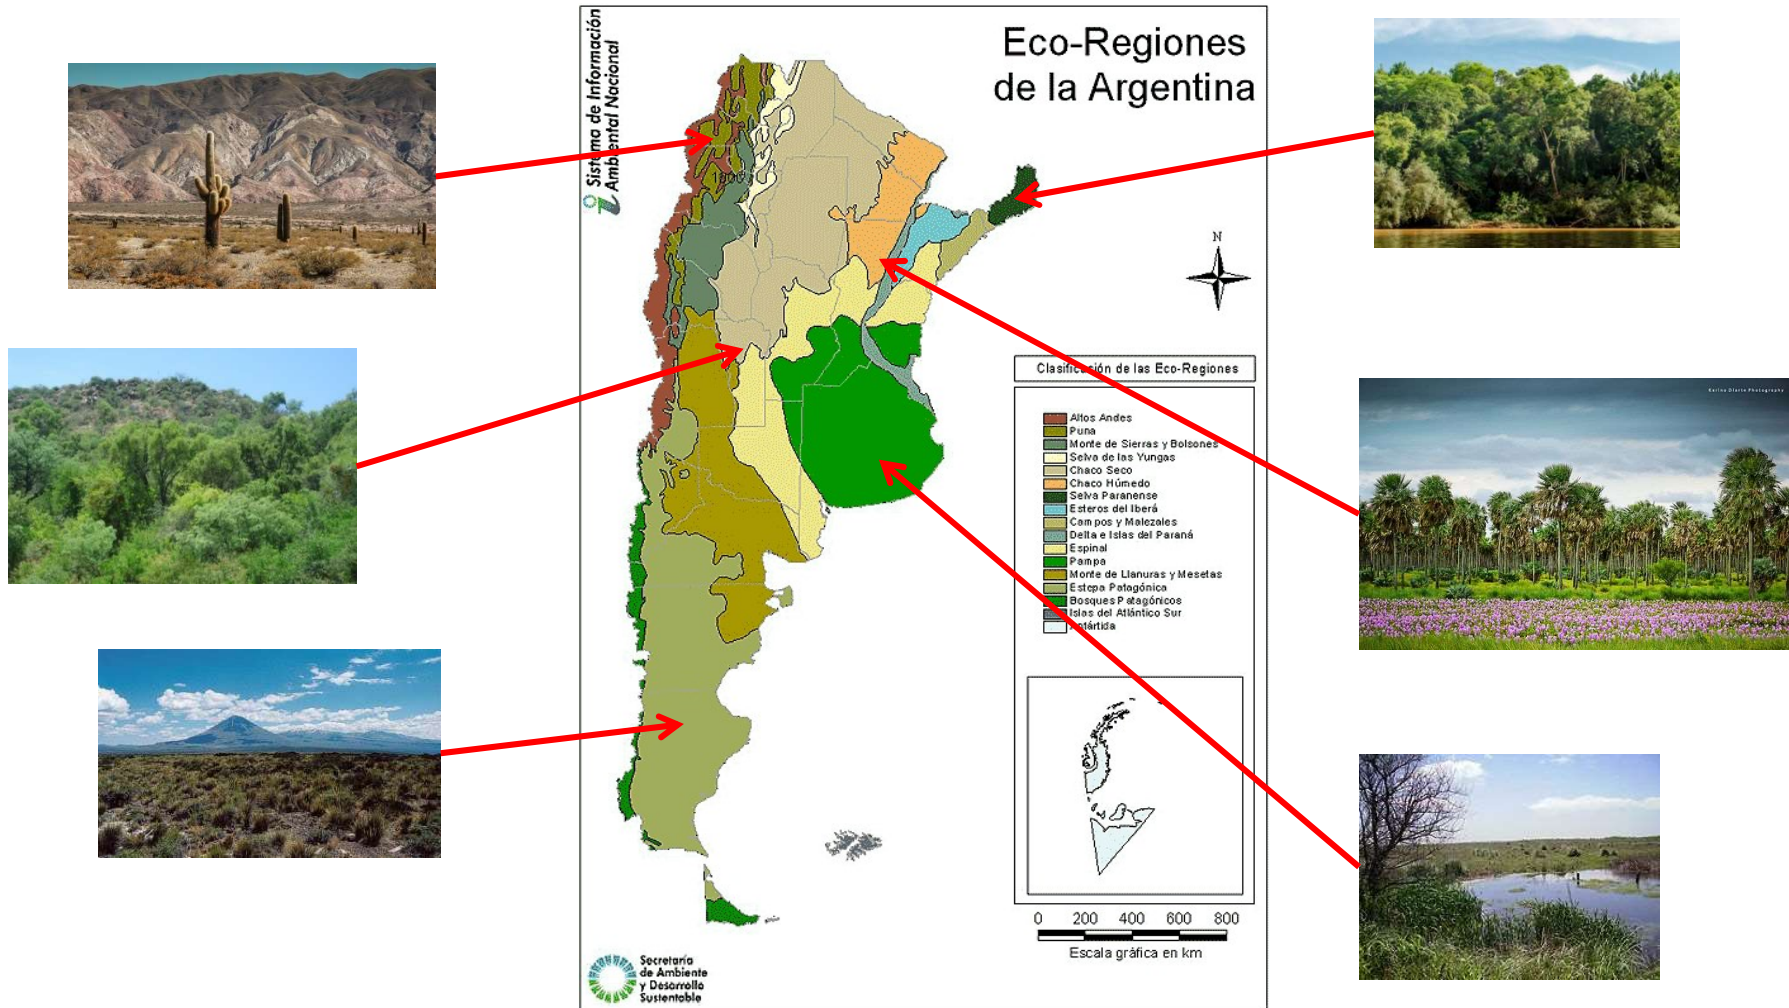 Sistema de Información
Ambiental Nacional
Eco-Regiones
de la Argentina
N
Clasificación de las Eco-Regiones
Altos Andes
Puna
Monte de Sierras y Bolsones
Selva de las Yungas
Chaco Seco
Chaco Húmedo
Selva Paranense
Esteros del Iberá
Campos y Malezales
Delta e Islas del Paraná
Espinal
Pampa
Monte de Llanuras y Mesetas
Estepa Patagónica
Bosques Patagónicos
Islas del Atlántico Sur
Antártida
0 200 400 600 800
Escala gráfica en km
Secretaría
de Ambiente
y Desarrollo
Sustentable